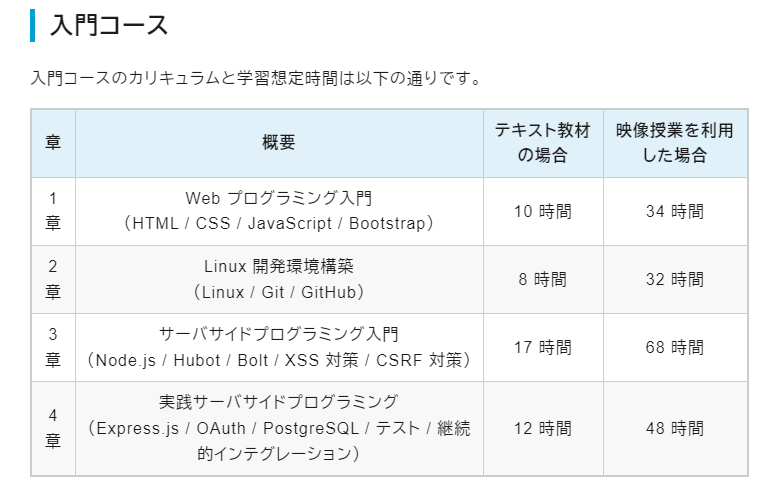 入門コース
入門コースのカリキュラムと学習想定時間は以下の通りです。
章
概要
テキスト教材
の場合
映像授業を利用
した場合
1
章
Web プログラミング入門
（HTML / CSS / JavaScript / Bootstrap）
10 時間
34 時間
2
章
Linux 開発環境構築
（Linux / Git / GitHub）
8 時間
32 時間
3
章
サーバサイドプログラミング入門
（Node.js / Hubot / Bolt / XSS 対策 / CSRF 対策）
17 時間
68 時間
4
章
実践サーバサイドプログラミング
（Express.js / OAuth / PostgreSQL / テスト / 継続
的インテグレーション）
12 時間
48 時間